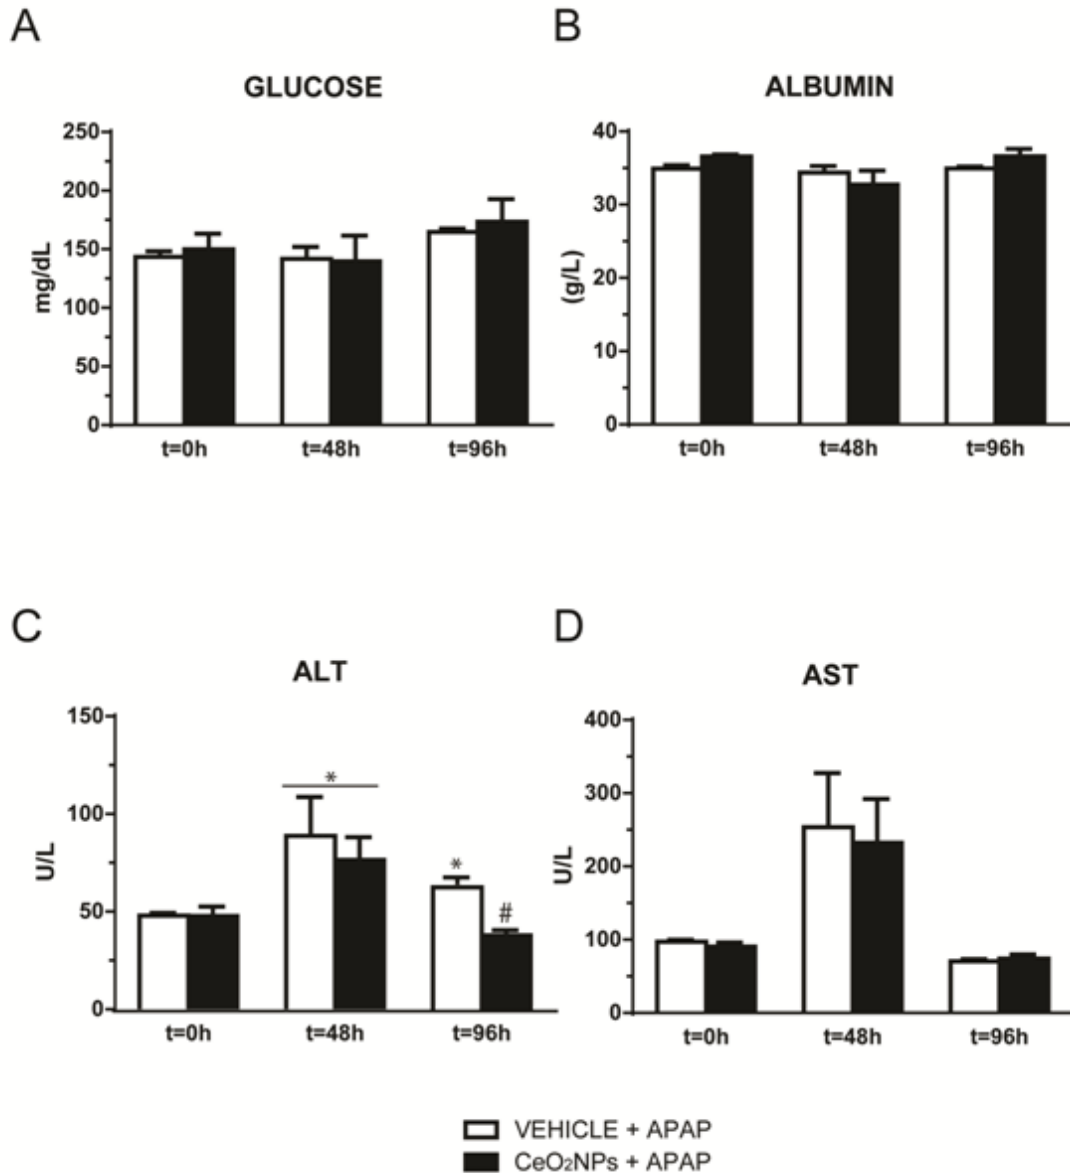 A
GLUCOSE
250
200
150
100
50
0
mg/dL
t=0h
t=48h
t=96h
B
ALBUMIN
40
30
20
10
0
(g/L)
t=0h
t=48h
t=96h
C
ALT
150
100
50
0
U/L
*
*
#
t=0h
t=48h
t=96h
D
AST
400
300
200
100
0
U/L
t=0h
t=48h
t=96h
VEHICLE + APAP
CeO₂NPs + APAP